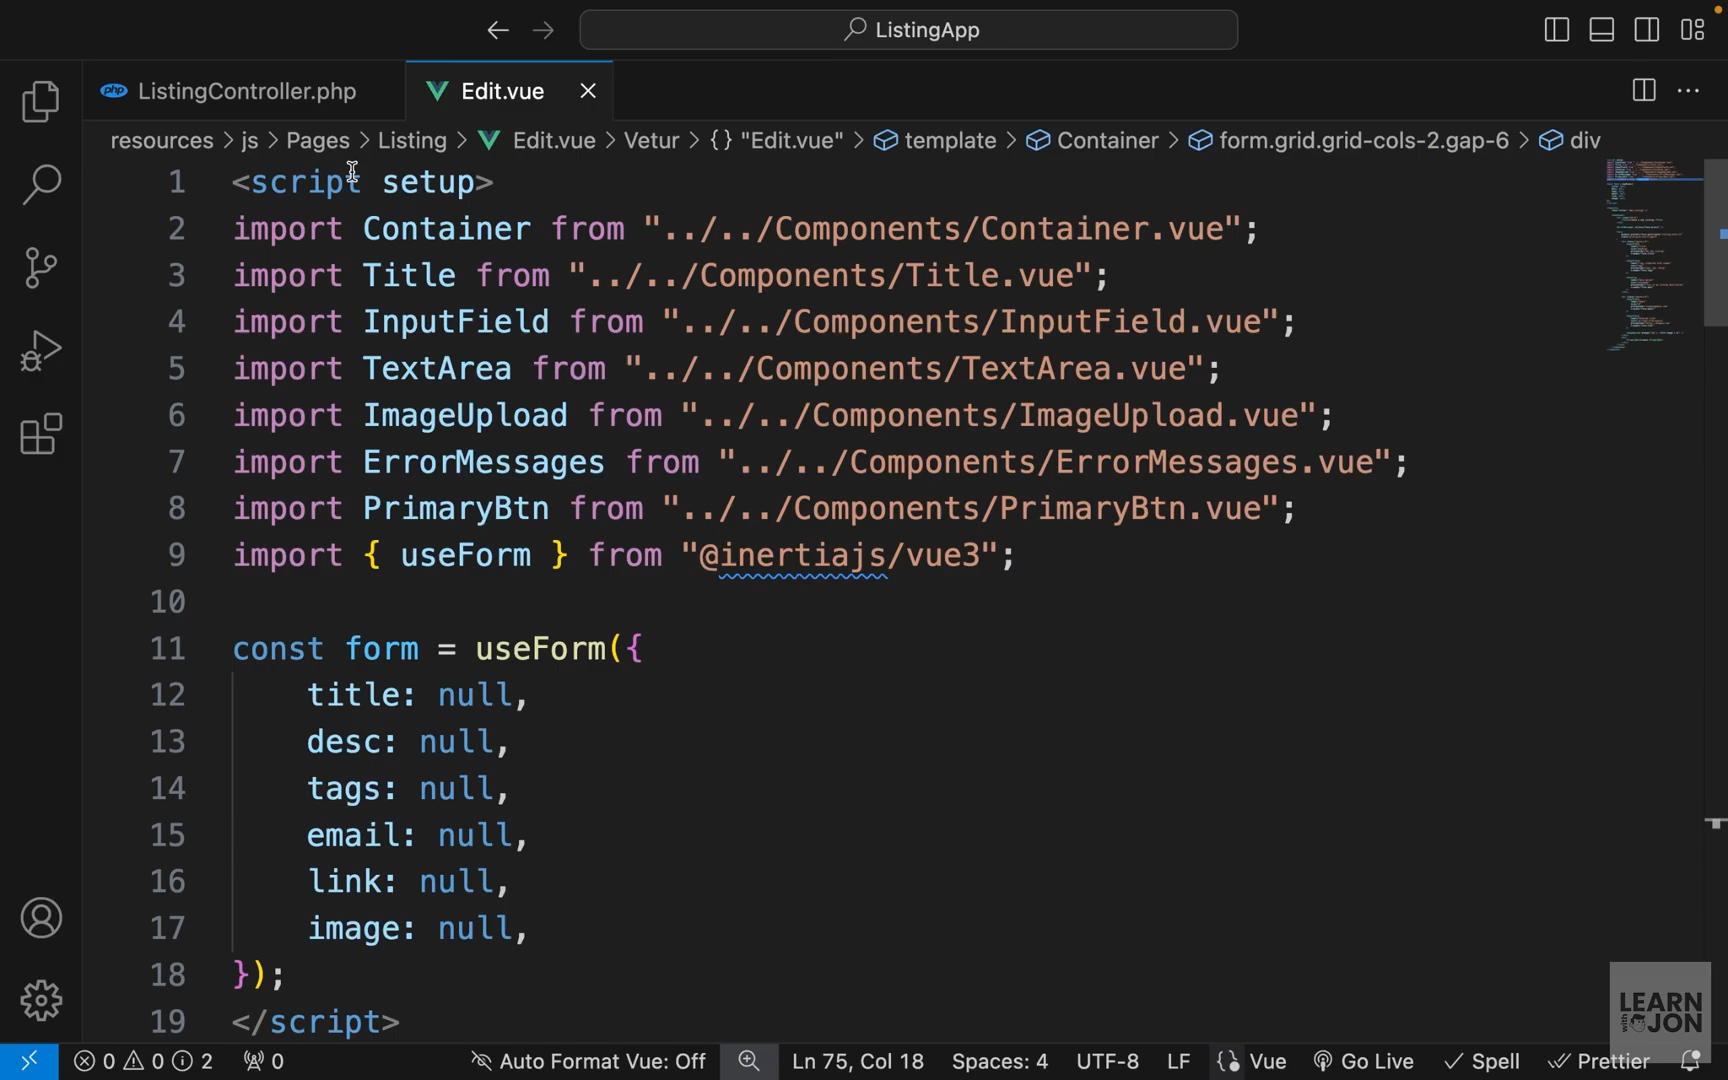 ListingApp
ListingController.php
Edit.vue
resources > js > Pages > Listing > Edit.vue > Vetur > {} "Edit.vue" > template > Container > form.grid.grid-cols-2.gap-6 > div
1 <script setup>
2 import Container from "../../Components/Container.vue";
3 import Title from "../../Components/Title.vue";
4 import InputField from "../../Components/InputField.vue";
5 import TextArea from "../../Components/TextArea.vue";
6 import ImageUpload from "../../Components/ImageUpload.vue";
7 import ErrorMessages from "../../Components/ErrorMessages.vue";
8 import PrimaryBtn from "../../Components/PrimaryBtn.vue";
9 import { useForm } from "@inertiajs/vue3";
10
11 const form = useForm({
12 title: null,
13 desc: null,
14 tags: null,
15 email: null,
16 link: null,
17 image: null,
18 });
19 </script>
LEARN
with JON
0 0 2 0 Auto Format Vue: Off Ln 75, Col 18 Spaces: 4 UTF-8 LF Vue Go Live Spell Prettier